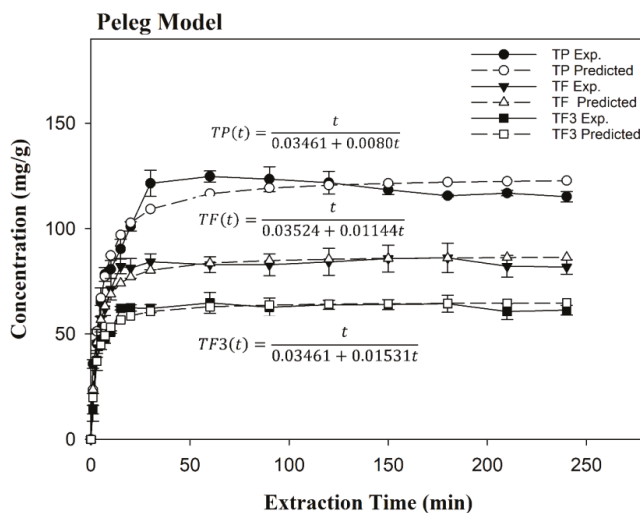 Peleg Model
TP Exp.
TP Predicted
TF Exp.
TF Predicted
TF3 Exp.
TF3 Predicted
Concentration (mg/g)
150
100
50
0
TP(t) = t / 0.03461 + 0.0080t
TF(t) = t / 0.03524 + 0.01144t
TF3(t) = t / 0.03461 + 0.01531t
0 50 100 150 200 250
Extraction Time (min)